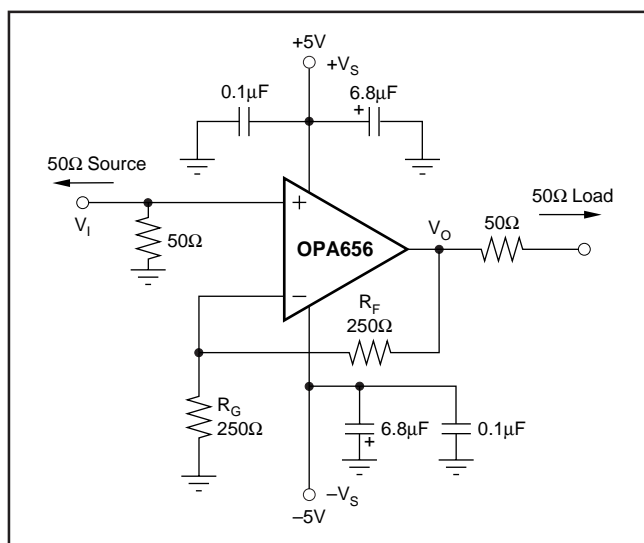 +5V
+V_S
0.1µF
6.8µF
+
50Ω Source
50Ω Load
V_I
50Ω
+
OPA656
−
V_O
50Ω
R_F
250Ω
R_G
250Ω
6.8µF
+
0.1µF
−V_S
−5V